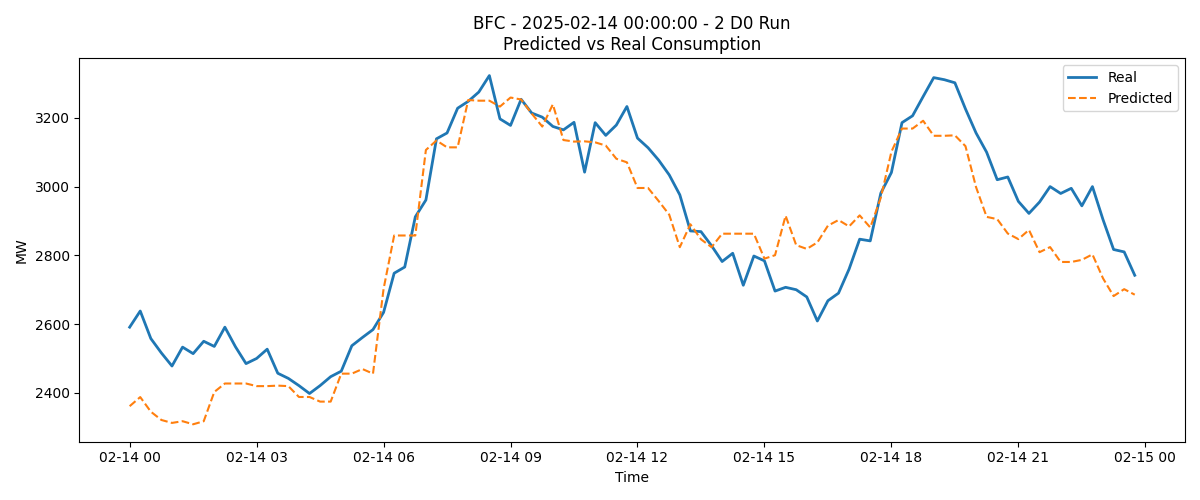 BFC - 2025-02-14 00:00:00 - 2 D0 Run
Predicted vs Real Consumption
Real
Predicted
MW
3200
3000
2800
2600
2400
02-14 00
02-14 03
02-14 06
02-14 09
02-14 12
02-14 15
02-14 18
02-14 21
02-15 00
Time